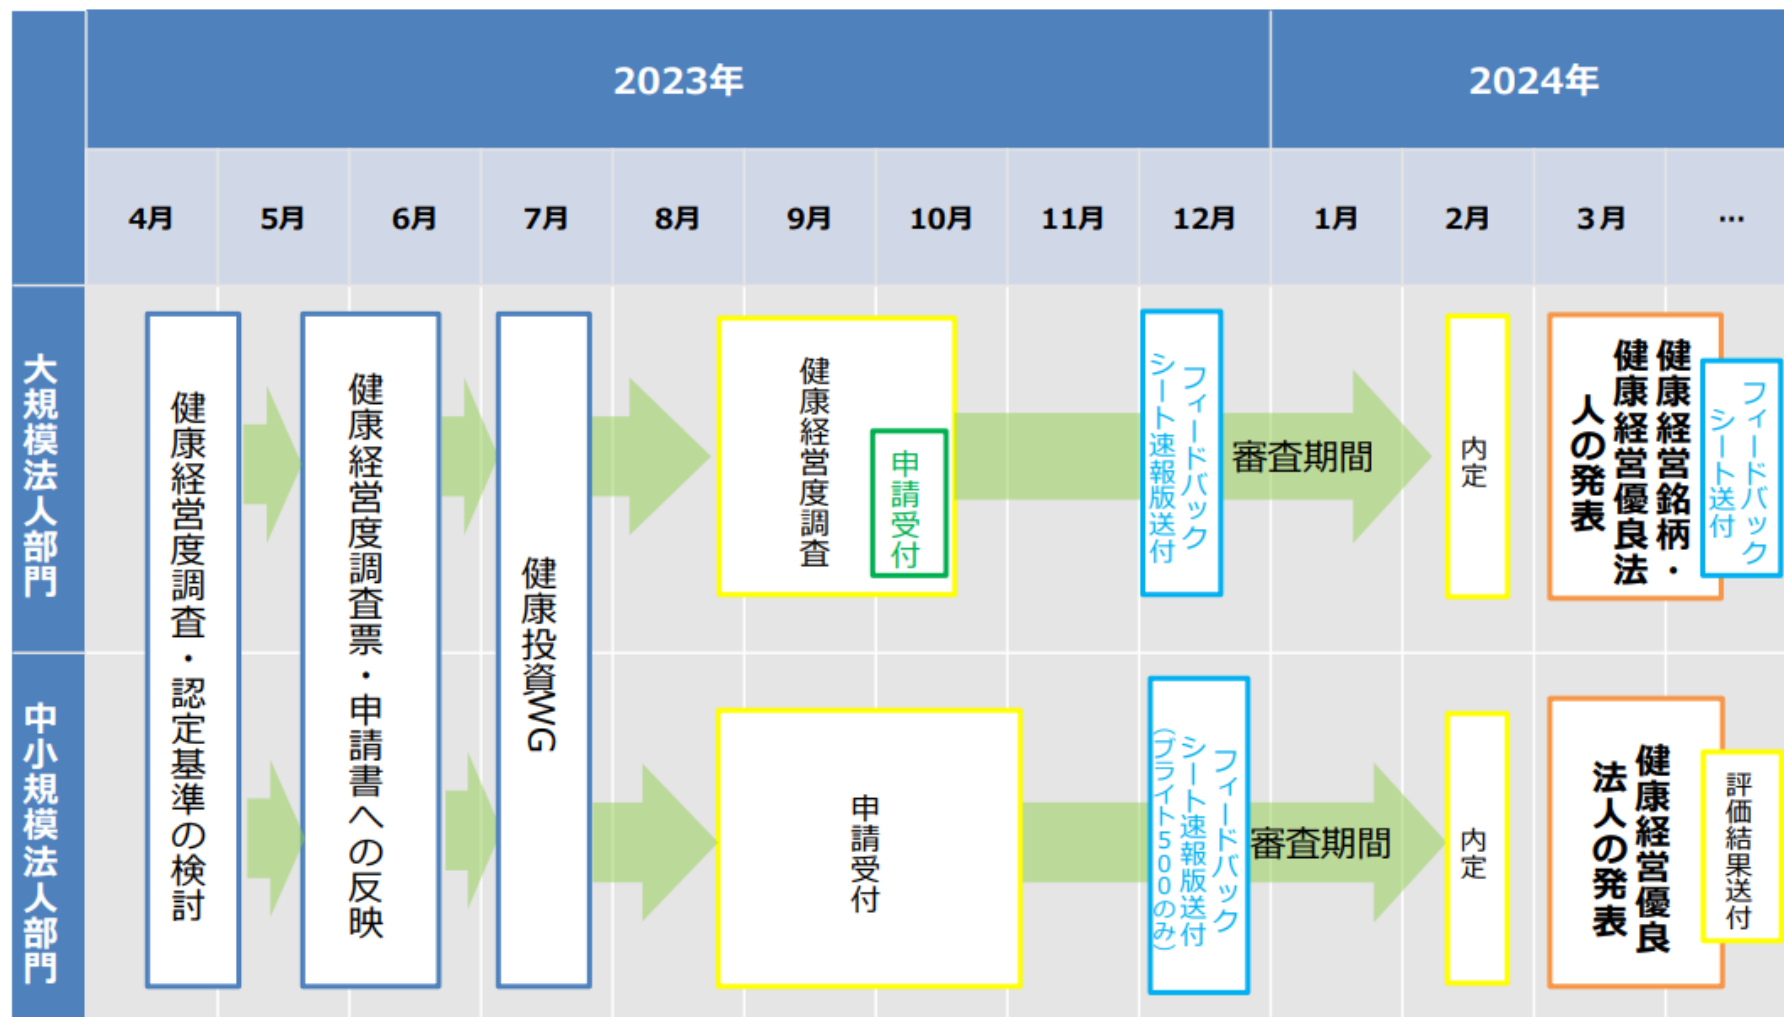 2023年
2024年
4月
5月
6月
7月
8月
9月
10月
11月
12月
1月
2月
3月
…
大規模法人部門
中小規模法人部門
健康経営度調査・認定基準の検討
健康経営度調査票・申請書への反映
健康投資WG
健康経営度調査
申請受付
フィードバック
シート速報版送付
審査期間
内定
健康経営銘柄・
健康経営優良法
人の発表
フィードバック
シート送付
申請受付
フィードバック
シート速報版送付
(ブライト500のみ)
審査期間
内定
健康経営優良
法人の発表
評価結果送付